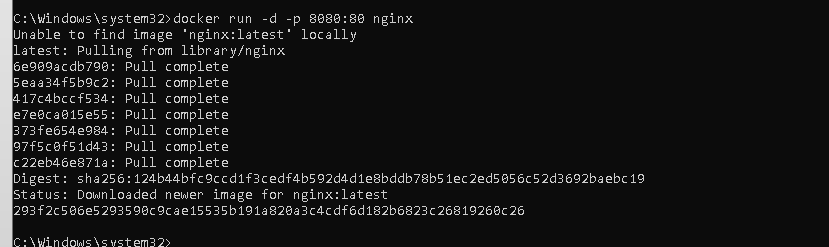 C:\Windows\system32>docker run -d -p 8080:80 nginx
Unable to find image 'nginx:latest' locally
latest: Pulling from library/nginx
6e909acdb790: Pull complete
5eaa34f5b9c2: Pull complete
417c4bccf534: Pull complete
e7e0ca015e55: Pull complete
373fe654e984: Pull complete
97f5c0f51d43: Pull complete
c22eb46e871a: Pull complete
Digest: sha256:124b44bfc9ccd1f3cedf4b592d4d1e8bddb78b51ec2ed5056c52d3692baebc19
Status: Downloaded newer image for nginx:latest
293f2c506e5293590c9cae15535b191a820a3c4cdf6d182b6823c26819260c26
C:\Windows\system32>